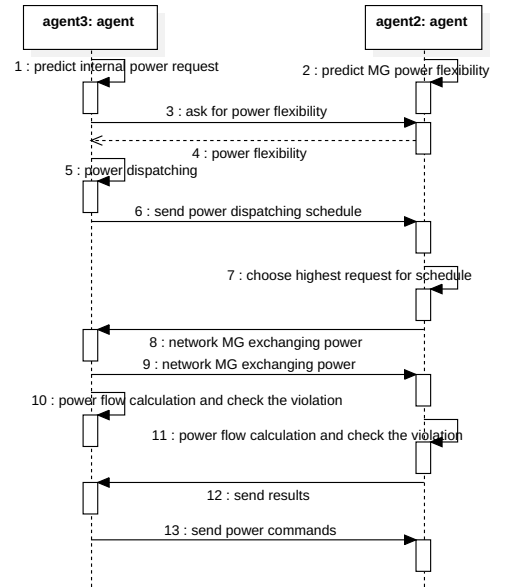 agent3: agent
agent2: agent
1 : predict internal power request
2 : predict MG power flexibility
3 : ask for power flexibility
4 : power flexibility
5 : power dispatching
6 : send power dispatching schedule
7 : choose highest request for schedule
8 : network MG exchanging power
9 : network MG exchanging power
10 : power flow calculation and check the violation
11 : power flow calculation and check the violation
12 : send results
13 : send power commands